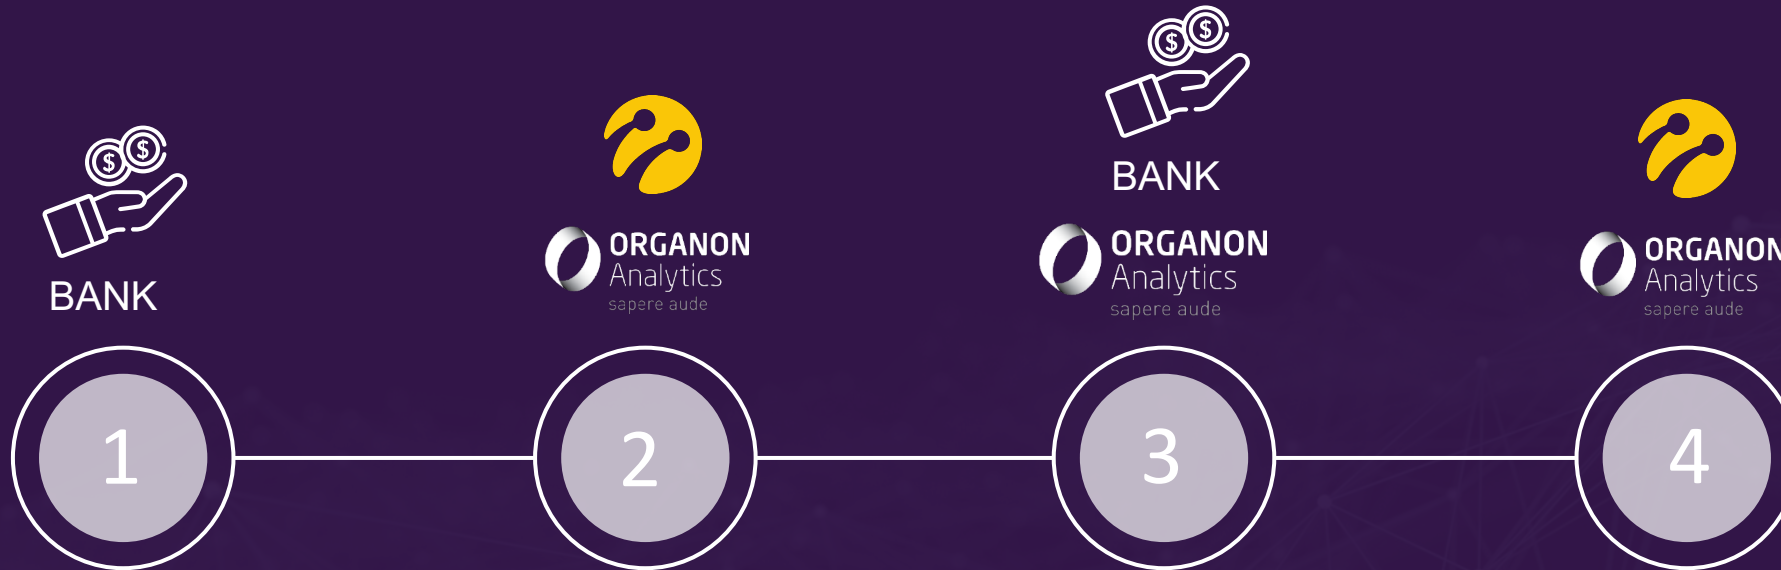 $ $
BANK
1
ORGANON
Analytics
sapere aude
2
$ $
BANK
ORGANON
Analytics
sapere aude
3
ORGANON
Analytics
sapere aude
4